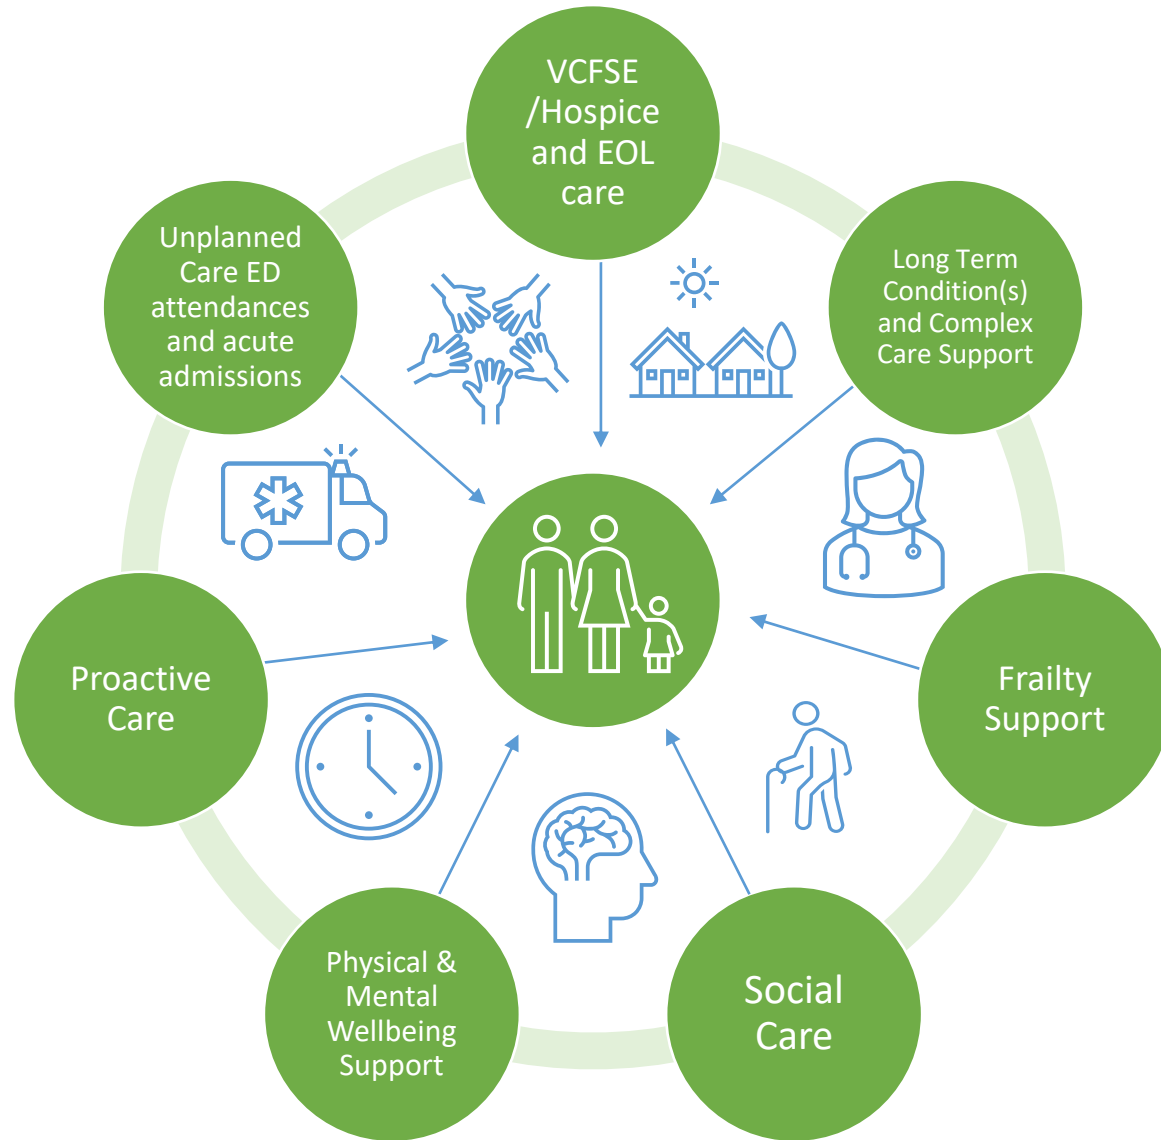 VCFSE
/Hospice
and EOL
care
Long Term
Condition(s)
and Complex
Care Support
Frailty
Support
Social
Care
Physical &
Mental
Wellbeing
Support
Proactive
Care
Unplanned
Care ED
attendances
and acute
admissions